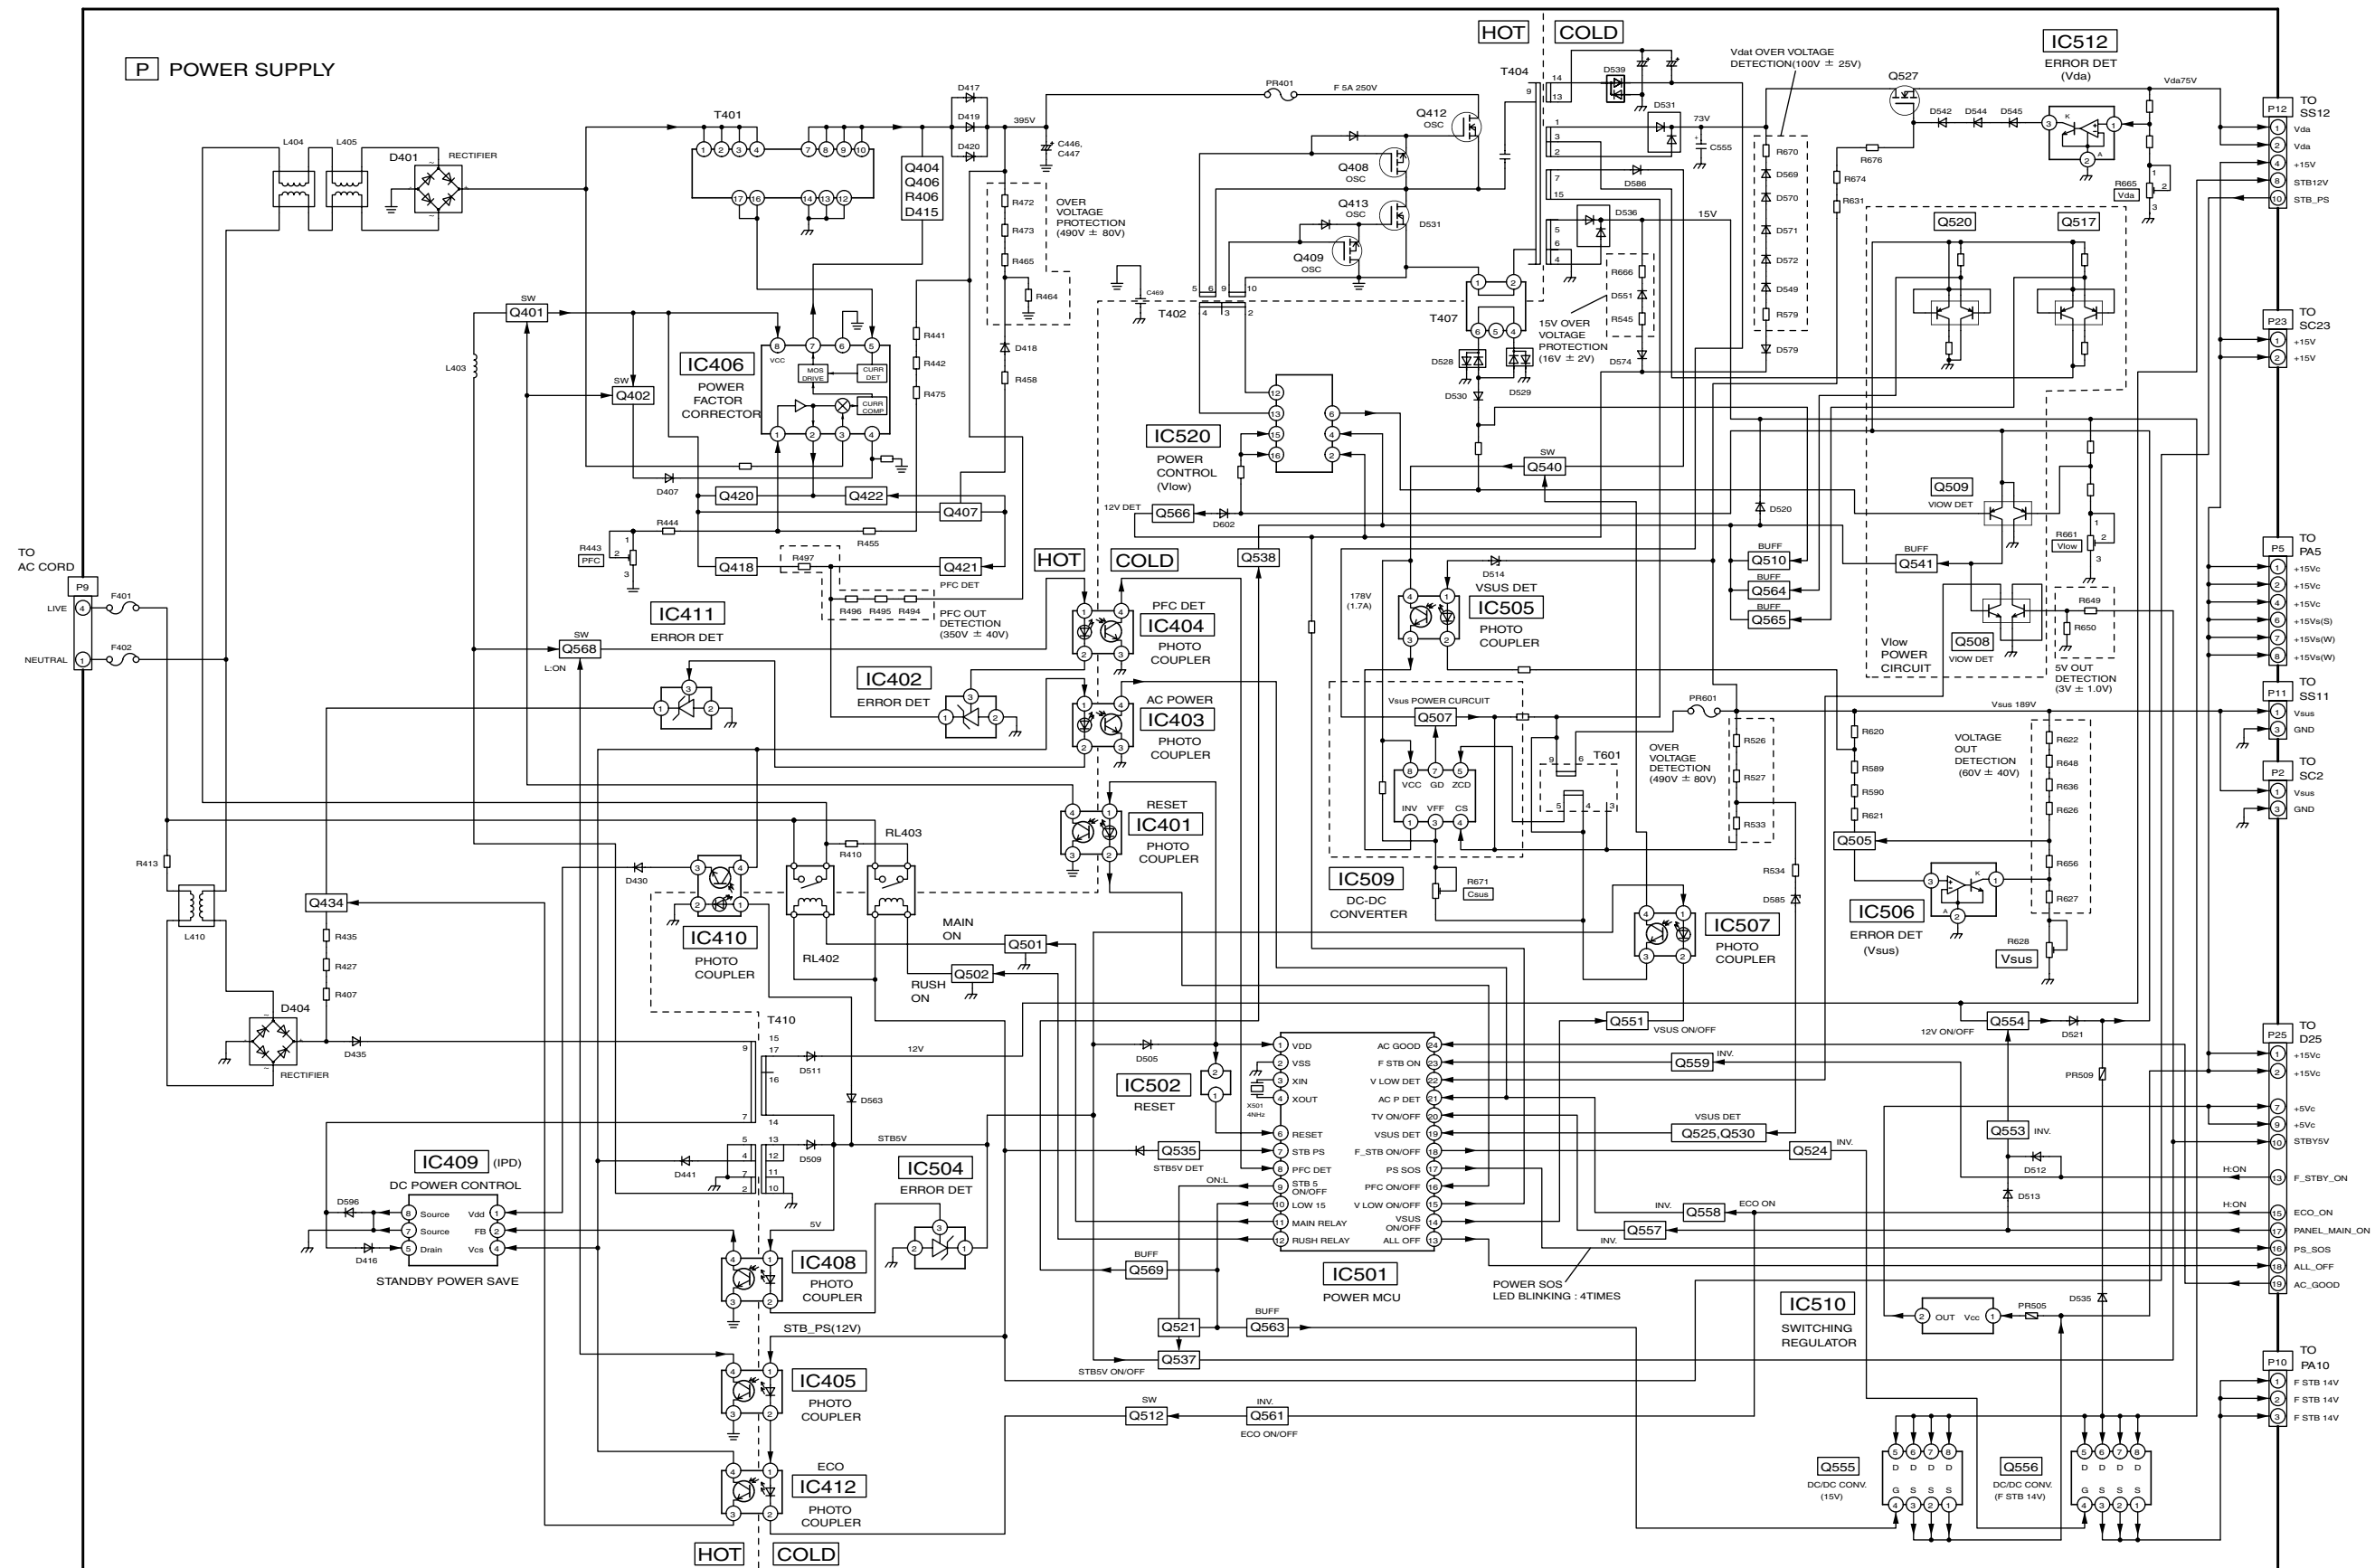 P POWER SUPPLY
HOT
COLD
IC512
ERROR DET
(Vda)
Vdat OVER VOLTAGE
DETECTION(100V ± 25V)
Q527
Vda75V
T404
D539
D417
D419
D420
395V
PR401
F 5A 250V
C446,
C447
T401
L404
L405
D401
RECTIFIER
Q404
Q406
R406
D415
R472
R473
R465
R464
OVER
VOLTAGE
PROTECTION
(490V ± 80V)
Q412
OSC
Q408
OSC
Q413
OSC
Q409
OSC
D531
D531
73V
C555
D586
D536
15V
R670
D569
D570
D571
D572
D549
R579
D579
R676
R674
R631
D542
D544
D545
R665
Vda
P12
TO
SS12
Vda
Vda
+15V
STB12V
STB_PS
Q520
Q517
P23
TO
SC23
+15V
+15V
SW
Q401
L403
SW
Q402
IC406
POWER
FACTOR
CORRECTOR
VCC
MOS
DRIVE
CURR
DET
CURR
COMP
R441
R442
R475
D418
R458
C469
T402
T407
D528
D529
D530
R666
D551
R545
15V OVER
VOLTAGE
PROTECTION
(16V ± 2V)
D574
IC520
POWER
CONTROL
(Vlow)
D407
Q420
Q422
Q407
R444
R455
R443
PFC
Q418
R497
Q421
PFC DET
R496
R495
R494
PFC OUT
DETECTION
(350V ± 40V)
12V DET
Q566
D602
SW
Q540
D520
Q538
BUFF
Q510
BUFF
Q564
BUFF
Q565
BUFF
Q541
Q509
VIOW DET
R661
Vlow
Q508
VIOW DET
Vlow
POWER
CIRCUIT
R649
R650
5V OUT
DETECTION
(3V ± 1.0V)
P5
TO
PA5
+15Vc
+15Vc
+15Vc
+15Vs(S)
+15Vs(W)
+15Vs(W)
TO
AC CORD
P9
LIVE
F401
NEUTRAL
F402
IC411
ERROR DET
SW
Q568
L:ON
HOT
COLD
PFC DET
IC404
PHOTO
COUPLER
IC402
ERROR DET
AC POWER
IC403
PHOTO
COUPLER
178V
(1.7A)
D514
VSUS DET
IC505
PHOTO
COUPLER
Vsus POWER CURCUIT
Q507
VCC
GD
ZCD
INV
VFF
CS
T601
PR601
OVER
VOLTAGE
DETECTION
(490V ± 80V)
R526
R527
R533
R534
D585
R620
R589
R590
R621
Q505
Vsus 189V
VOLTAGE
OUT
DETECTION
(60V ± 40V)
R622
R648
R636
R626
R656
R627
R628
Vsus
IC506
ERROR DET
(Vsus)
P11
TO
SS11
Vsus
GND
P2
TO
SC2
Vsus
GND
RESET
IC401
PHOTO
COUPLER
IC509
DC-DC
CONVERTER
R671
Csus
IC507
PHOTO
COUPLER
R413
L410
Q434
R435
R427
R407
D430
RL403
R410
IC410
PHOTO
COUPLER
RL402
MAIN
ON
Q501
RUSH
ON
Q502
D404
RECTIFIER
D435
T410
12V
D511
D563
STB5V
D509
D441
D505
IC502
RESET
X501
4NHz
VDD
VSS
XIN
XOUT
RESET
STB PS
PFC DET
STB 5
ON/OFF
LOW 15
MAIN RELAY
RUSH RELAY
AC GOOD
F STB ON
V LOW DET
AC P DET
TV ON/OFF
VSUS DET
F_STB ON/OFF
PS SOS
PFC ON/OFF
V LOW ON/OFF
VSUS
ON/OFF
ALL OFF
IC501
POWER MCU
Q551
VSUS ON/OFF
Q559
INV.
VSUS DET
Q525,Q530
Q524
INV.
INV.
Q558
ECO ON
Q557
INV.
POWER SOS
LED BLINKING : 4TIMES
12V ON/OFF
Q554
D521
PR509
Q553
INV.
D512
D513
D535
PR505
OUT
Vcc
IC510
SWITCHING
REGULATOR
P25
TO
D25
+15Vc
+15Vc
+5Vc
+5Vc
STBY5V
H:ON
F_STBY_ON
H:ON
ECO_ON
PANEL_MAIN_ON
PS_SOS
ALL_OFF
AC_GOOD
IC409 (IPD)
DC POWER CONTROL
D596
Source
Source
Drain
Vdd
FB
Vcs
D416
STANDBY POWER SAVE
IC504
ERROR DET
Q535
STB5V DET
ON:L
5V
IC408
PHOTO
COUPLER
BUFF
Q569
STB_PS(12V)
Q521
BUFF
Q563
Q537
STB5V ON/OFF
IC405
PHOTO
COUPLER
SW
Q512
INV.
Q561
ECO ON/OFF
ECO
IC412
PHOTO
COUPLER
Q555
DC/DC CONV.
(15V)
D D D D
G S S S
Q556
DC/DC CONV.
(F STB 14V)
D D D D
G S S S
P10
TO
PA10
F STB 14V
F STB 14V
F STB 14V
HOT
COLD